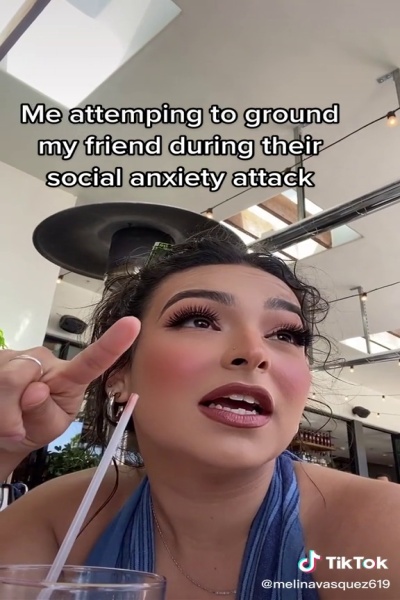 Me attemping to ground
my friend during their
social anxiety attack
TikTok
@melinavasquez619